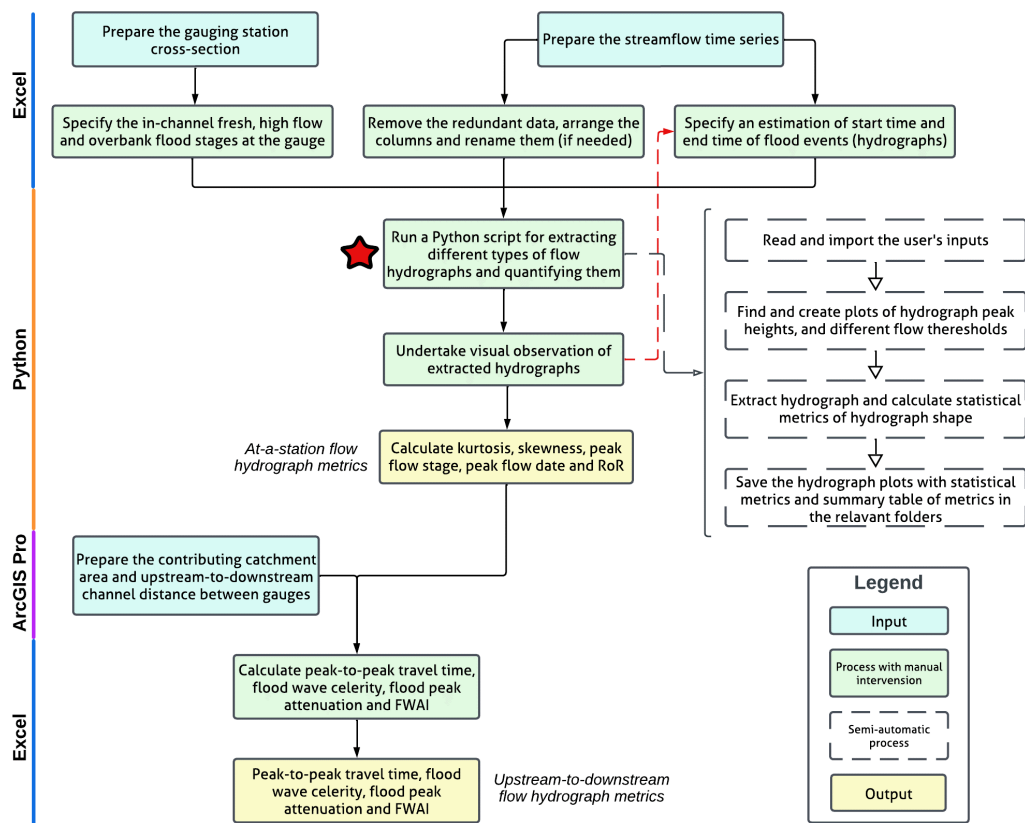 Excel
Prepare the gauging station
cross-section
Prepare the streamflow time series
Specify the in-channel fresh, high flow
and overbank flood stages at the gauge
Remove the redundant data, arrange the
columns and rename them (if needed)
Specify an estimation of start time and
end time of flood events (hydrographs)
Python
Run a Python script for extracting
different types of flow
hydrographs and quantifying them
Undertake visual observation of
extracted hydrographs
At-a-station flow
hydrograph metrics
Calculate kurtosis, skewness, peak
flow stage, peak flow date and RoR
Read and import the user's inputs
Find and create plots of hydrograph peak
heights, and different flow theresholds
Extract hydrograph and calculate statistical
metrics of hydrograph shape
Save the hydrograph plots with statistical
metrics and summary table of metrics in
the relavant folders
ArcGIS Pro
Prepare the contributing catchment
area and upstream-to-downstream
channel distance between gauges
Excel
Calculate peak-to-peak travel time,
flood wave celerity, flood peak
attenuation and FWAI
Peak-to-peak travel time, flood
wave celerity, flood peak
attenuation and FWAI
Upstream-to-downstream
flow hydrograph metrics
Legend
Input
Process with manual
intervension
Semi-automatic
process
Output